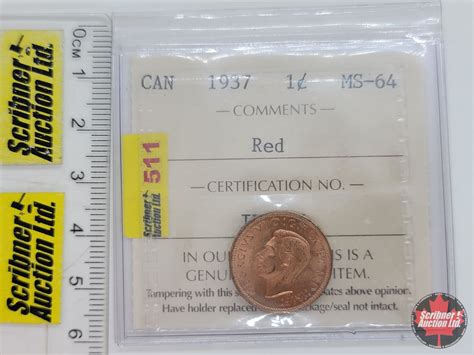 Scribner
Auction Ltd.
Scribner
Auction Ltd.
0CM 1 2 3 4 5 6
CAN 1937 1¢ MS-64
— COMMENTS —
Red
— CERTIFICATION NO. —
511
Scribner
Auction Ltd.
IN OU S IS A
GENU ITEM.
Tampering with this s ates above opinion.
Have holder replaced ackage/seal not intact.
Scribner
Auction Ltd.